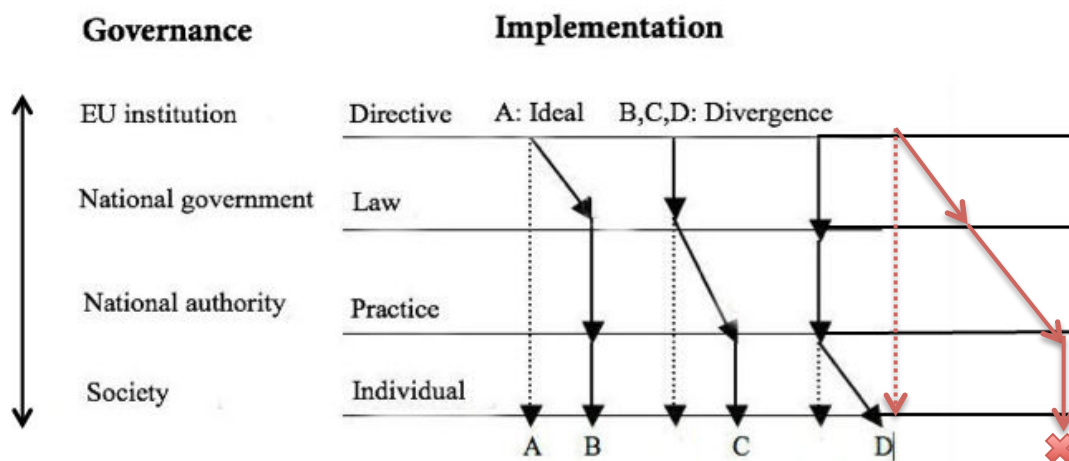 Governance Implementation
EU institution Directive A: Ideal B,C,D: Divergence
National government Law
National authority Practice
Society Individual
A B C D